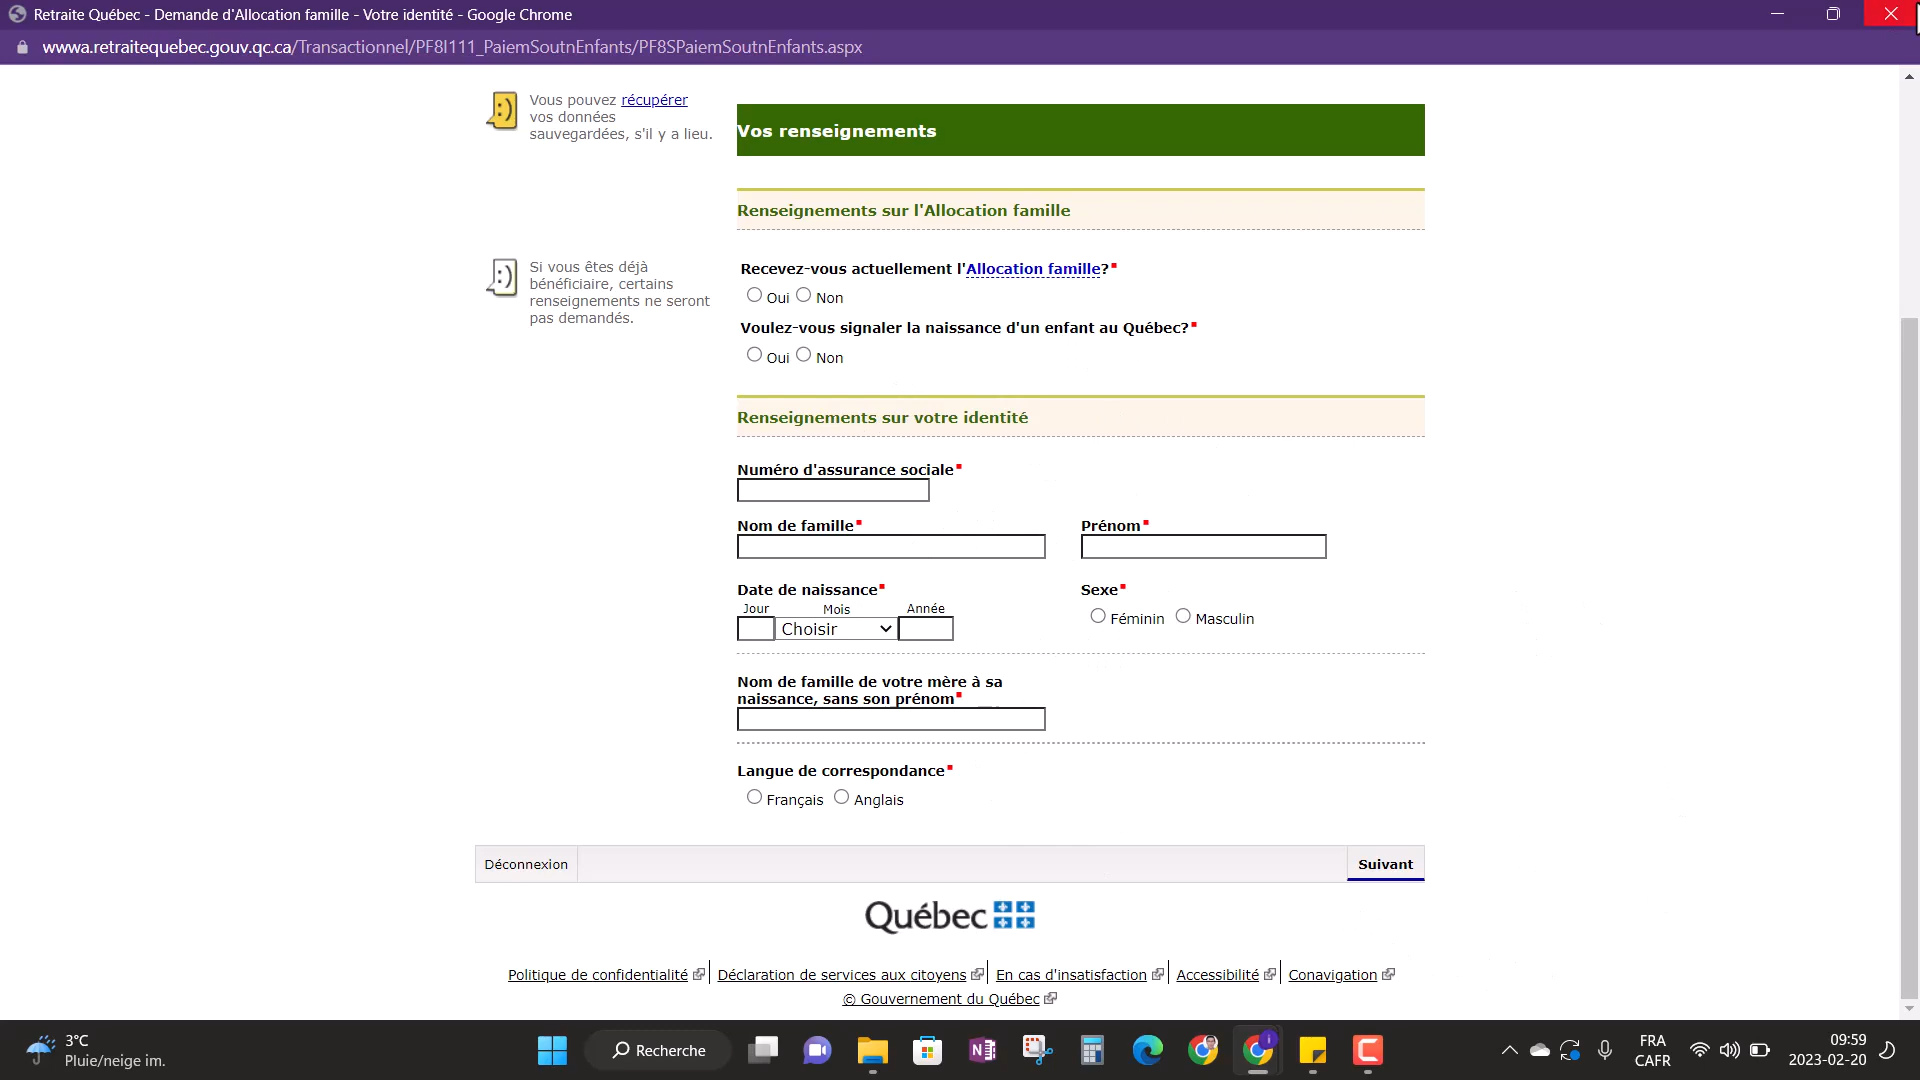 Retraite Québec - Demande d'Allocation famille - Votre identité - Google Chrome
wwwa.retraitequebec.gouv.qc.ca/Transactionnel/PF8I111_PaiemSoutnEnfants/PF8SPaiemSoutnEnfants.aspx
Vous pouvez récupérer
vos données
sauvegardées, s'il y a lieu.
Vos renseignements
Renseignements sur l'Allocation famille
Si vous êtes déjà
bénéficiaire, certains
renseignements ne seront
pas demandés.
Recevez-vous actuellement l'Allocation famille?
Oui Non
Voulez-vous signaler la naissance d'un enfant au Québec?
Oui Non
Renseignements sur votre identité
Numéro d'assurance sociale
Nom de famille Prénom
Date de naissance Sexe
Jour Mois Année
Choisir
Féminin Masculin
Nom de famille de votre mère à sa
naissance, sans son prénom
Langue de correspondance
Français Anglais
Déconnexion Suivant
Québec
Politique de confidentialité Déclaration de services aux citoyens En cas d'insatisfaction Accessibilité Conavigation
© Gouvernement du Québec
3°C
Pluie/neige im.
Recherche
FRA
CAFR
09:59
2023-02-20